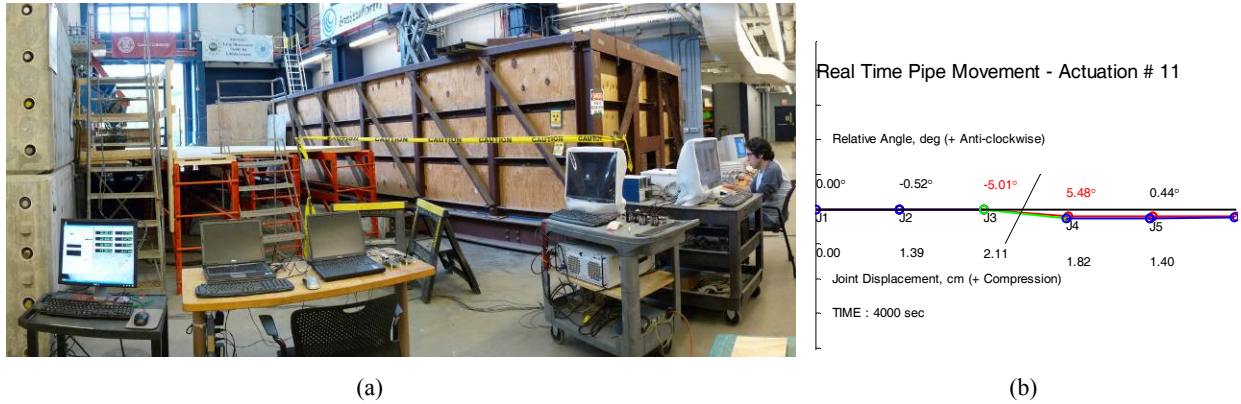 CAUTION CAUTION CAUTION CAUTION CAUTION
Real Time Pipe Movement - Actuation # 11
Relative Angle, deg (+ Anti-clockwise)
0.00° -0.52° -5.01° 5.48° 0.44°
J1 J2 J3 J4 J5
0.00 1.39 2.11 1.82 1.40
Joint Displacement, cm (+ Compression)
TIME : 4000 sec
(a) (b)